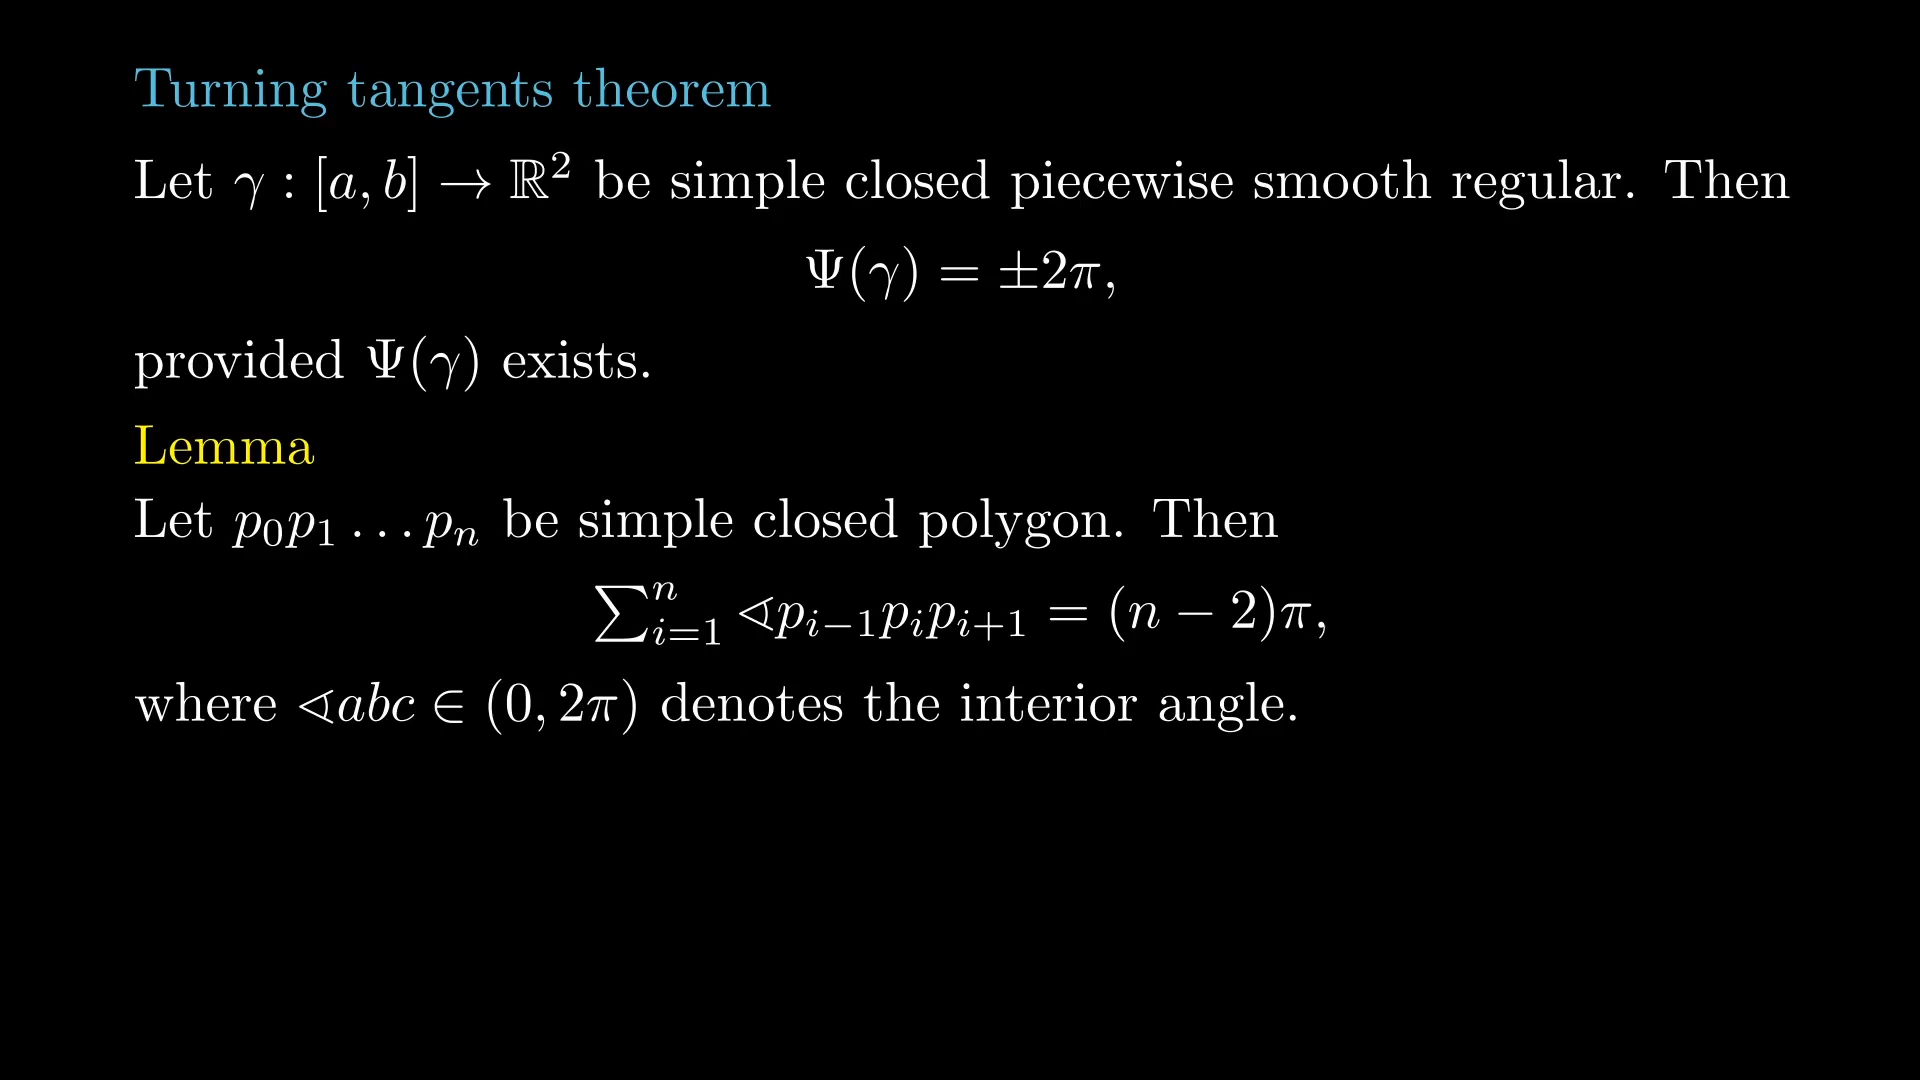 Turning tangents theorem
Let γ : [a, b] → ℝ² be simple closed piecewise smooth regular. Then
Ψ(γ) = ±2π,
provided Ψ(γ) exists.
Lemma
Let p₀p₁ … pₙ be simple closed polygon. Then
∑ⁿᵢ₌₁ ∢pᵢ₋₁pᵢpᵢ₊₁ = (n − 2)π,
where ∢abc ∈ (0, 2π) denotes the interior angle.